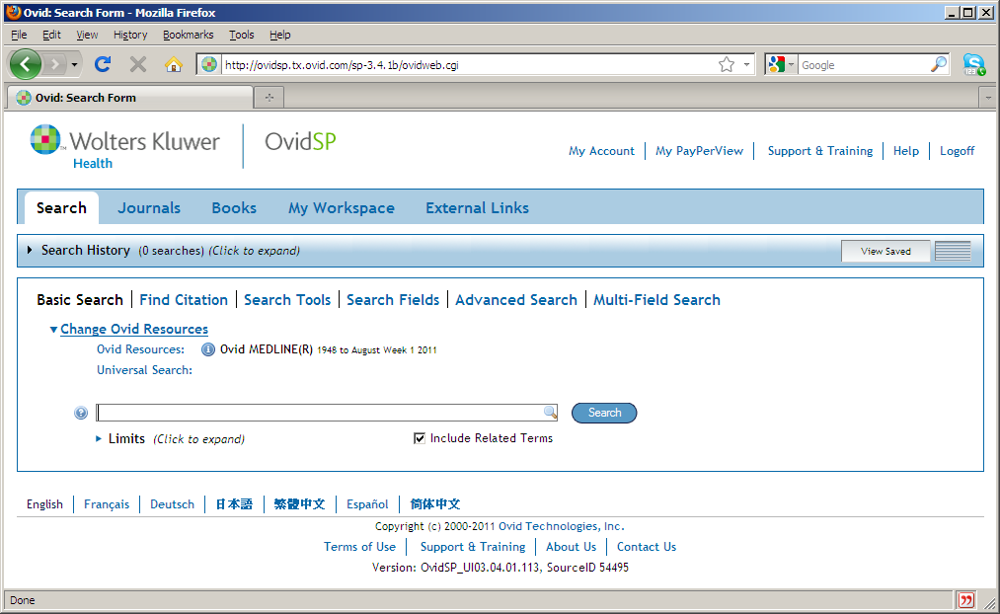 Ovid: Search Form - Mozilla Firefox
File Edit View History Bookmarks Tools Help
http://ovidsp.tx.ovid.com/sp-3.4.1b/ovidweb.cgi Google
Ovid: Search Form
Wolters Kluwer OvidSP
Health
My Account My PayPerView Support & Training Help Logoff
Search Journals Books My Workspace External Links
Search History (0 searches) (Click to expand) View Saved
Basic Search Find Citation Search Tools Search Fields Advanced Search Multi-Field Search
Change Ovid Resources
Ovid Resources: Ovid MEDLINE(R) 1948 to August Week 1 2011
Universal Search:
Search
Limits (Click to expand) Include Related Terms
English Français Deutsch 日本語 繁體中文 Español 简体中文
Copyright (c) 2000-2011 Ovid Technologies, Inc.
Terms of Use Support & Training About Us Contact Us
Version: OvidSP_UI03.04.01.113, SourceID 54495
Done